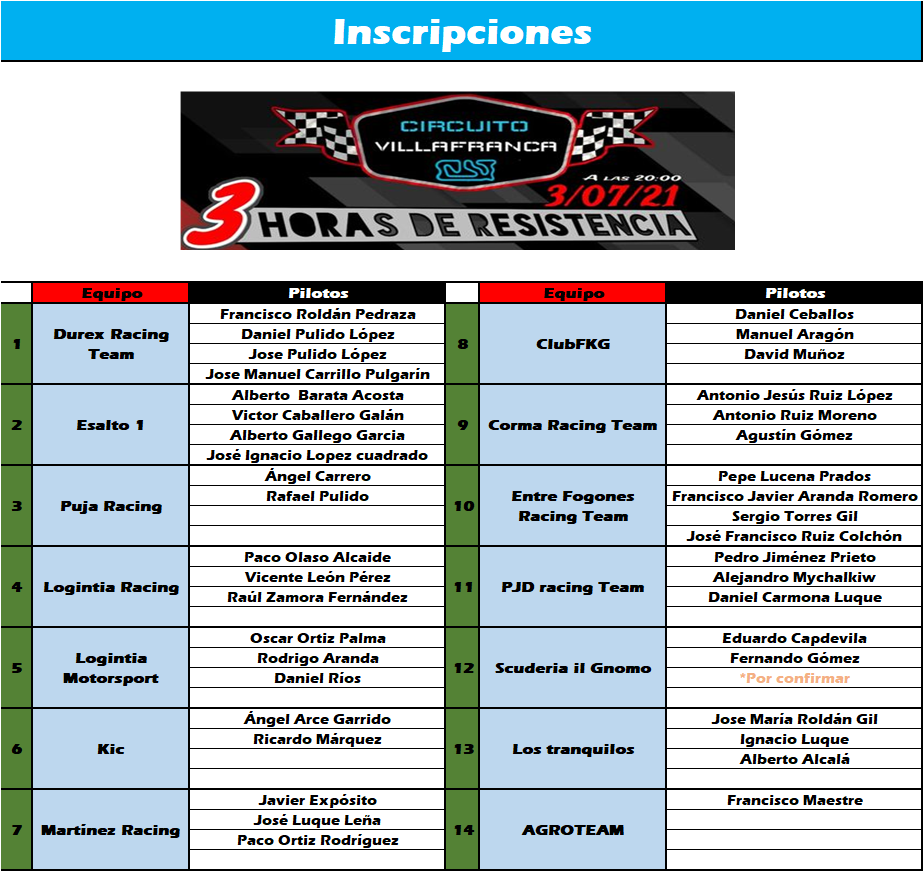 Inscripciones
CIRCUITO
VILLAFRANCA
A LAS 20:00
3/07/21
3 HORAS DE RESISTENCIA
Equipo Pilotos Equipo Pilotos
1 Durex Racing Team
Francisco Roldán Pedraza
Daniel Pulido López
Jose Pulido López
Jose Manuel Carrillo Pulgarín
8 ClubFKG
Daniel Ceballos
Manuel Aragón
David Muñoz
2 Esalto 1
Alberto Barata Acosta
Victor Caballero Galán
Alberto Gallego Garcia
José Ignacio Lopez cuadrado
9 Corma Racing Team
Antonio Jesús Ruiz López
Antonio Ruiz Moreno
Agustín Gómez
3 Puja Racing
Ángel Carrero
Rafael Pulido
10 Entre Fogones Racing Team
Pepe Lucena Prados
Francisco Javier Aranda Romero
Sergio Torres Gil
José Francisco Ruiz Colchón
4 Logintia Racing
Paco Olaso Alcaide
Vicente León Pérez
Raúl Zamora Fernández
11 PJD racing Team
Pedro Jiménez Prieto
Alejandro Mychalkiw
Daniel Carmona Luque
5 Logintia Motorsport
Oscar Ortiz Palma
Rodrigo Aranda
Daniel Ríos
12 Scuderia il Gnomo
Eduardo Capdevila
Fernando Gómez
*Por confirmar
6 Kic
Ángel Arce Garrido
Ricardo Márquez
13 Los tranquilos
Jose María Roldán Gil
Ignacio Luque
Alberto Alcalá
7 Martínez Racing
Javier Expósito
José Luque Leña
Paco Ortiz Rodríguez
14 AGROTEAM
Francisco Maestre